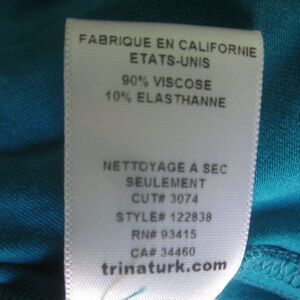 FABRIQUE EN CALIFORNIE
ETATS-UNIS
90% VISCOSE
10% ELASTHANNE
NETTOYAGE A SEC
SEULEMENT
CUT# 3074
STYLE# 122838
RN# 93415
CA# 34460
trinaturk.com